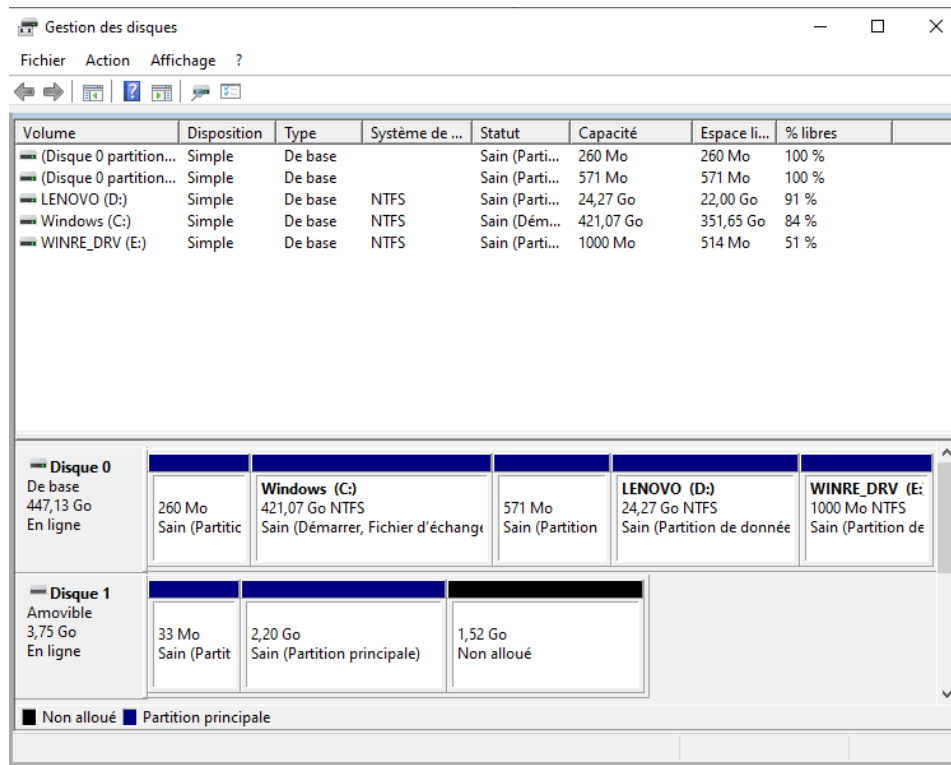 Gestion des disques
Fichier Action Affichage ?
Volume Disposition Type Système de ... Statut Capacité Espace li... % libres
(Disque 0 partition... Simple De base Sain (Parti... 260 Mo 260 Mo 100 %
(Disque 0 partition... Simple De base Sain (Parti... 571 Mo 571 Mo 100 %
LENOVO (D:) Simple De base NTFS Sain (Parti... 24,27 Go 22,00 Go 91 %
Windows (C:) Simple De base NTFS Sain (Dém... 421,07 Go 351,65 Go 84 %
WINRE_DRV (E:) Simple De base NTFS Sain (Parti... 1000 Mo 514 Mo 51 %
Disque 0
De base
447,13 Go
En ligne
260 Mo
Sain (Partitic
Windows (C:)
421,07 Go NTFS
Sain (Démarrer, Fichier d'échange
571 Mo
Sain (Partition
LENOVO (D:)
24,27 Go NTFS
Sain (Partition de donnée
WINRE_DRV (E:
1000 Mo NTFS
Sain (Partition de
Disque 1
Amovible
3,75 Go
En ligne
33 Mo
Sain (Partit
2,20 Go
Sain (Partition principale)
1,52 Go
Non alloué
Non alloué Partition principale